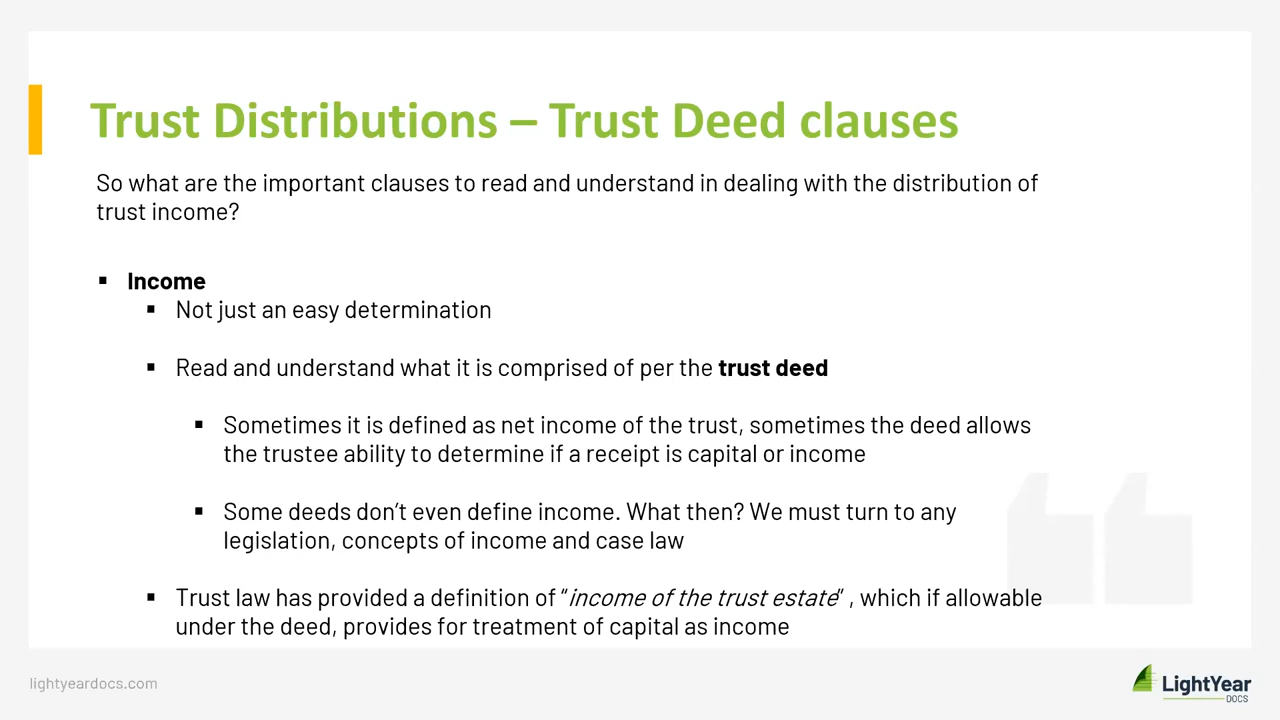 Trust Distributions – Trust Deed clauses
So what are the important clauses to read and understand in dealing with the distribution of
trust income?
▪ Income
▪ Not just an easy determination
▪ Read and understand what it is comprised of per the trust deed
▪ Sometimes it is defined as net income of the trust, sometimes the deed allows
the trustee ability to determine if a receipt is capital or income
▪ Some deeds don’t even define income. What then? We must turn to any
legislation, concepts of income and case law
▪ Trust law has provided a definition of “income of the trust estate” , which if allowable
under the deed, provides for treatment of capital as income
lightyeardocs.com
LightYear
DOCS